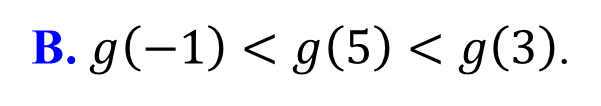 B. g(−1) < g(5) < g(3).